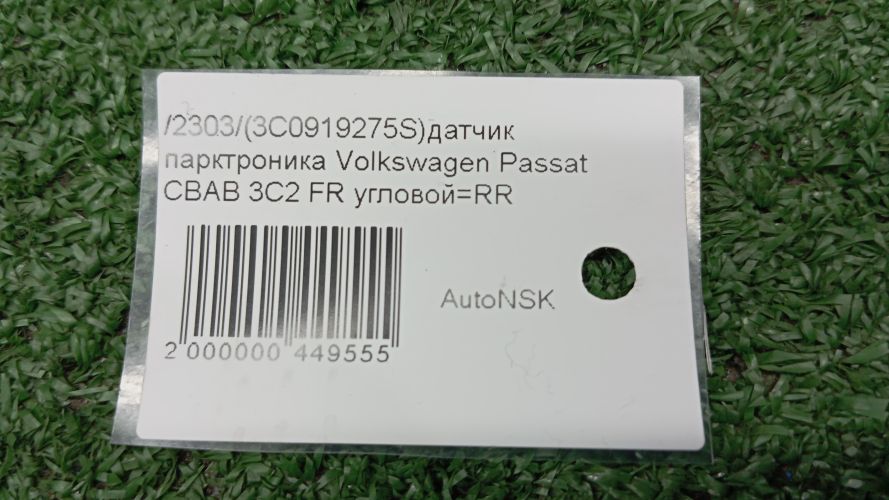 /2303/(3C0919275S)датчик
парктроника Volkswagen Passat
CBAB 3C2 FR угловой=RR
AutoNSK
2 000000 449555